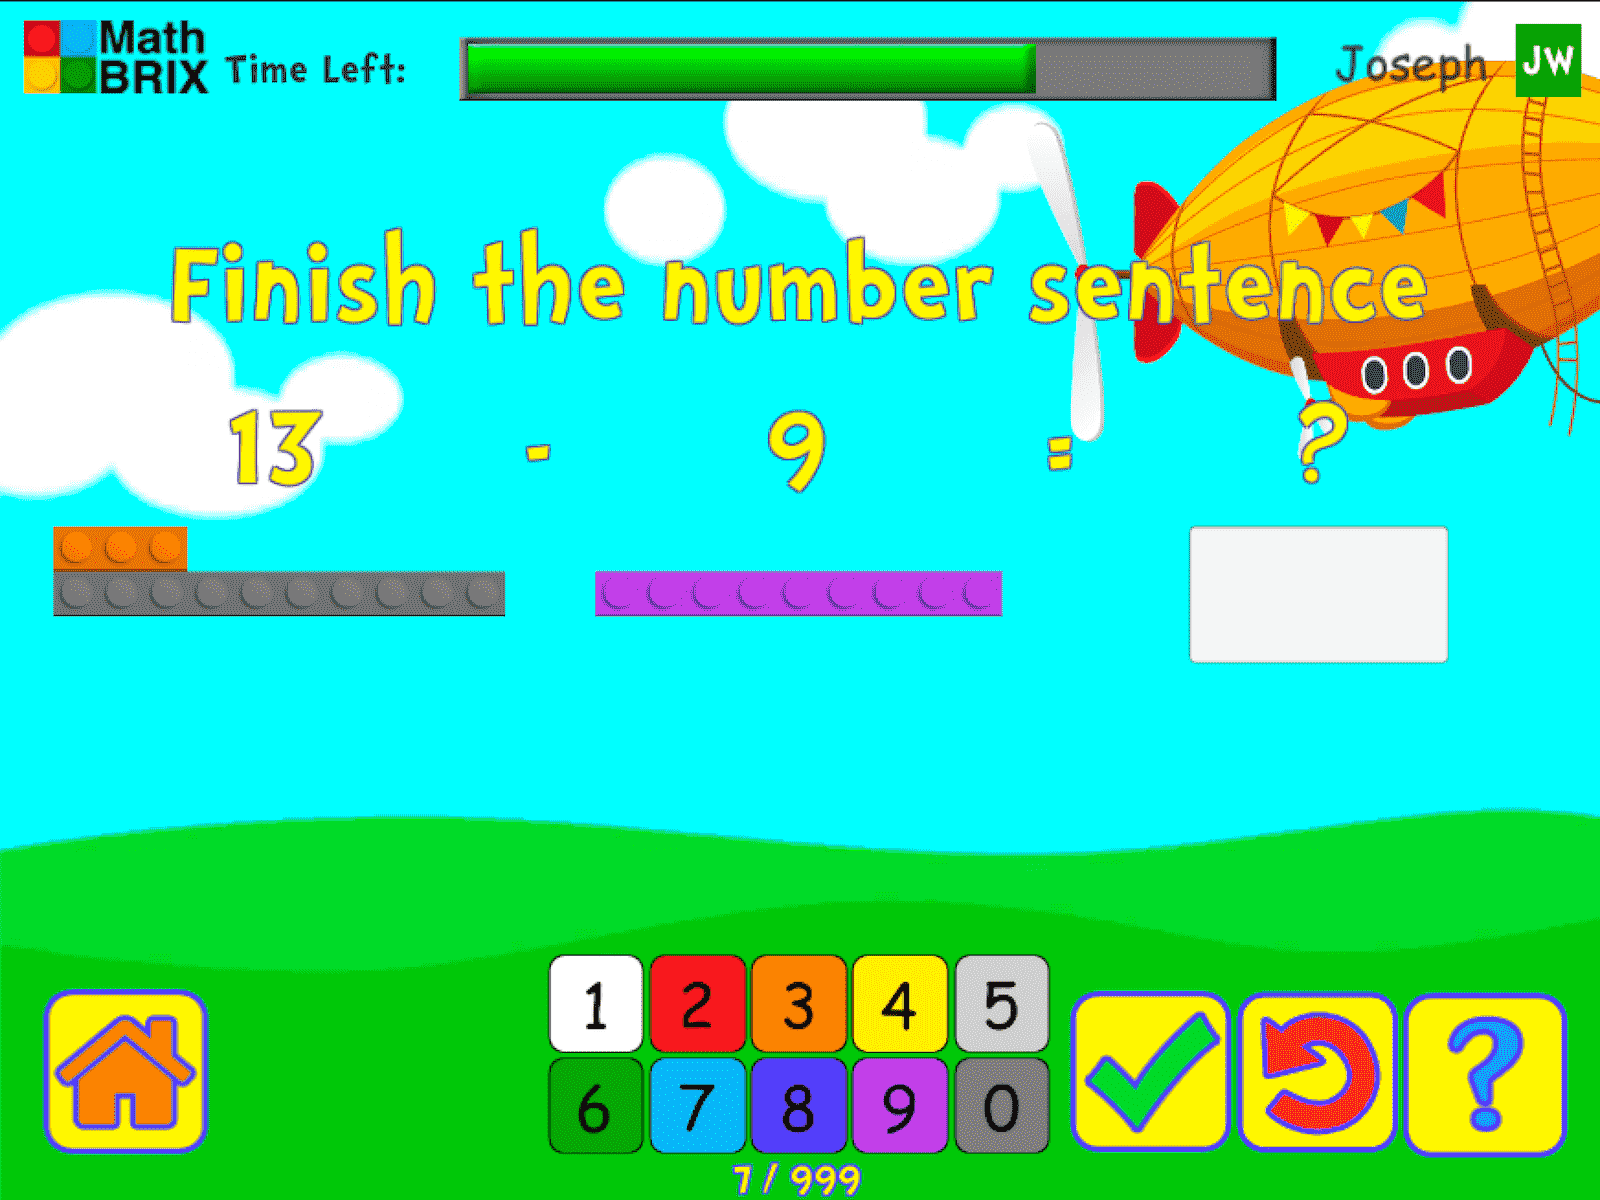 Math
BRIX
Time Left:
Joseph
JW
Finish the number sentence
13 - 9 = ?
1 2 3 4 5
6 7 8 9 0
?
7 / 999